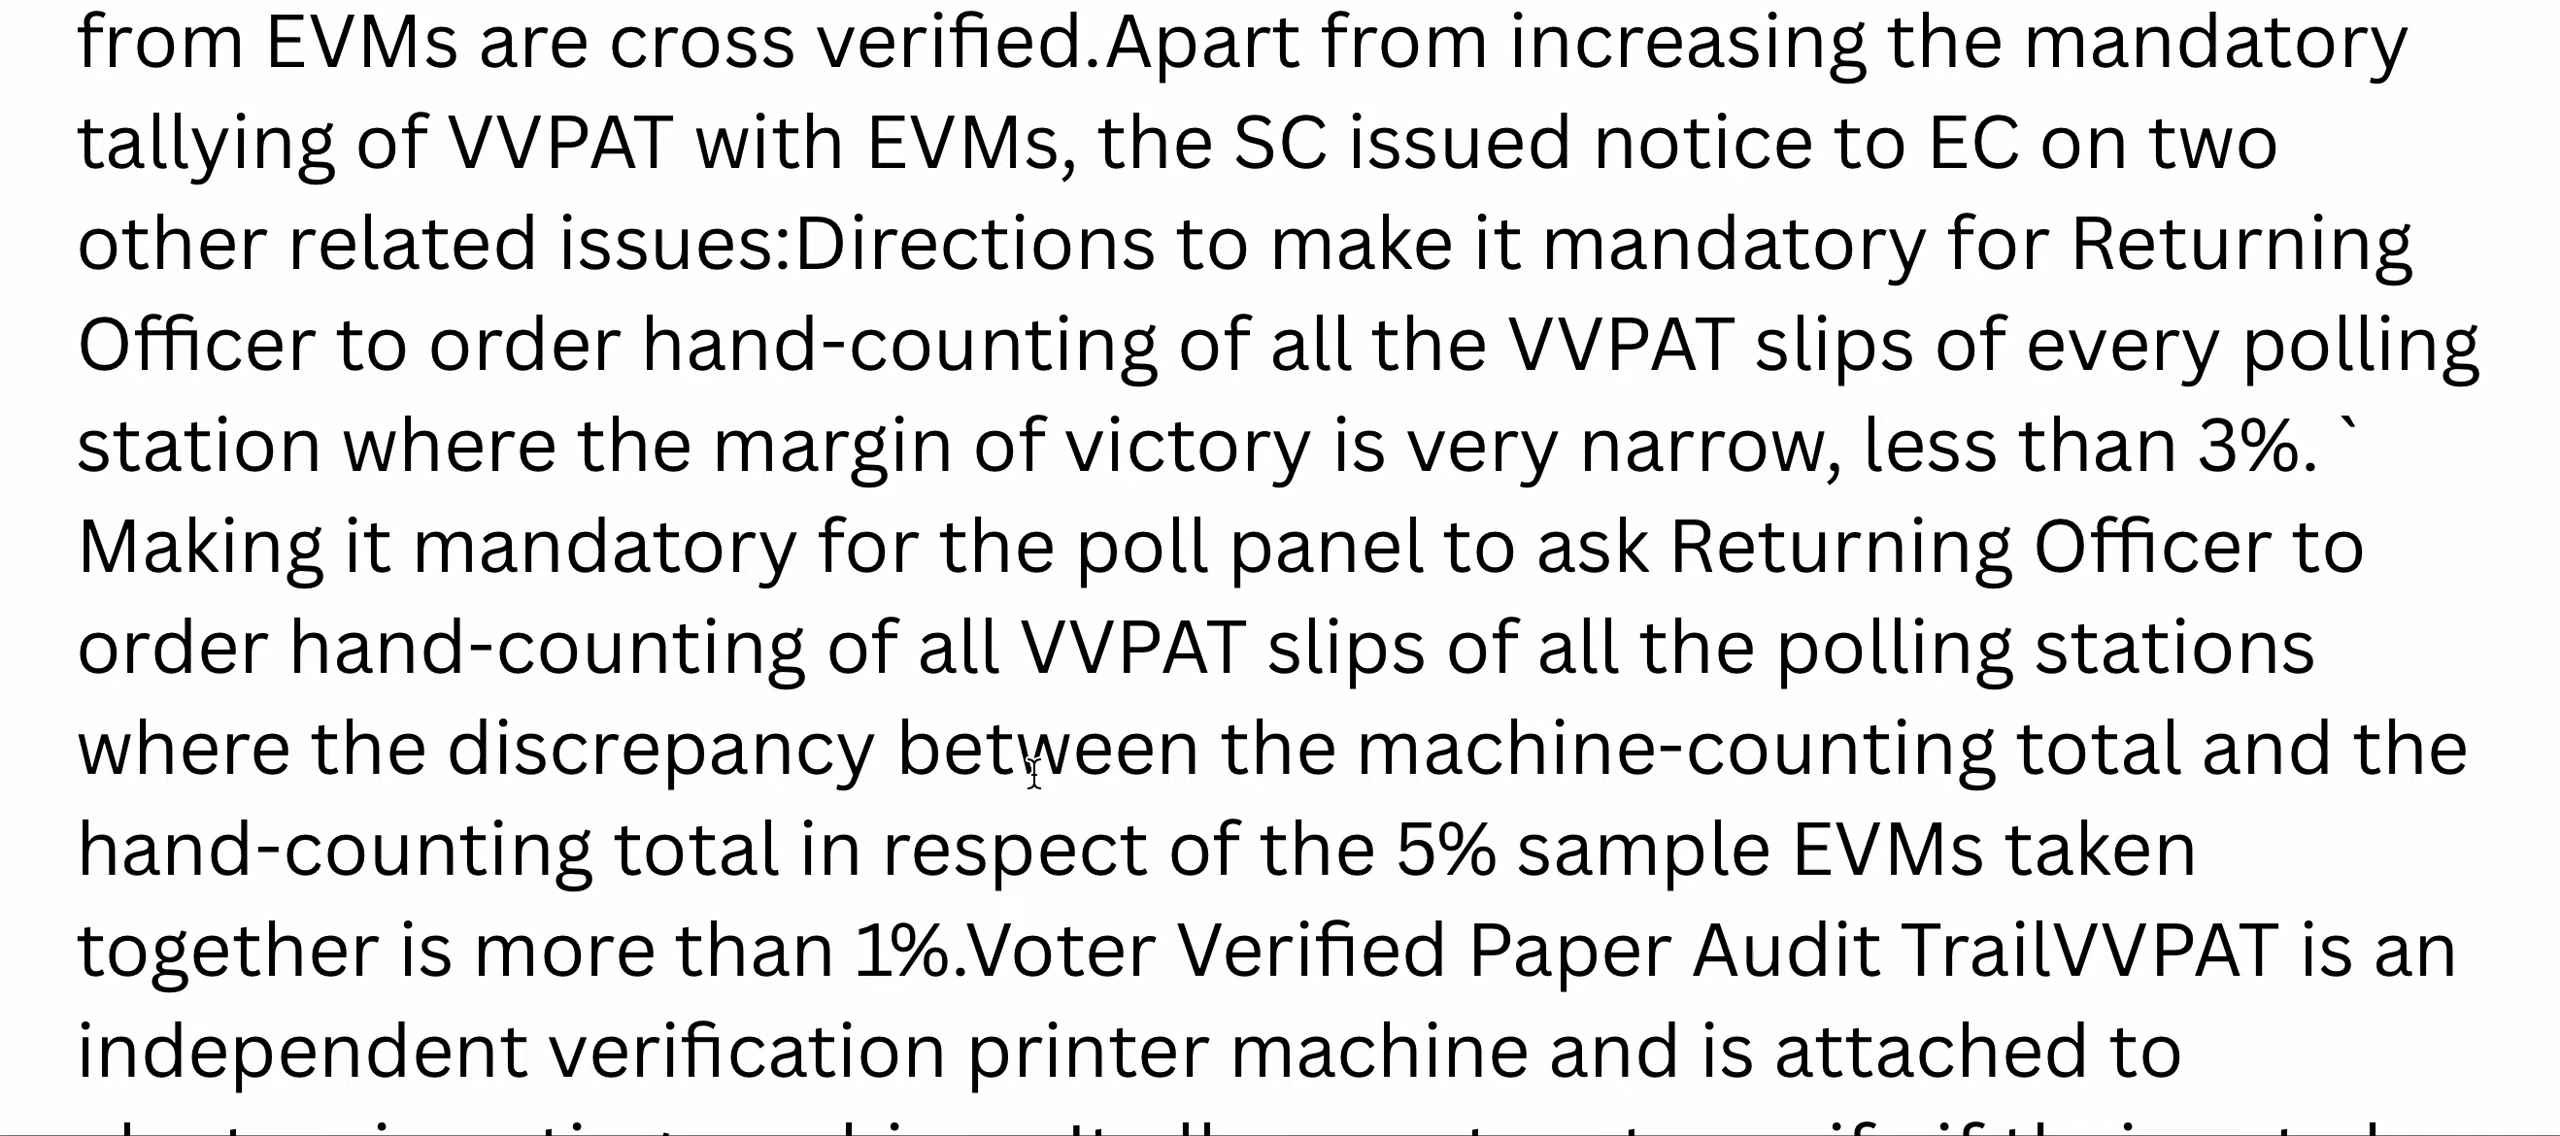 from EVMs are cross verified.Apart from increasing the mandatory
tallying of VVPAT with EVMs, the SC issued notice to EC on two
other related issues:Directions to make it mandatory for Returning
Officer to order hand-counting of all the VVPAT slips of every polling
station where the margin of victory is very narrow, less than 3%. `
Making it mandatory for the poll panel to ask Returning Officer to
order hand-counting of all VVPAT slips of all the polling stations
where the discrepancy between the machine-counting total and the
hand-counting total in respect of the 5% sample EVMs taken
together is more than 1%.Voter Verified Paper Audit TrailVVPAT is an
independent verification printer machine and is attached to